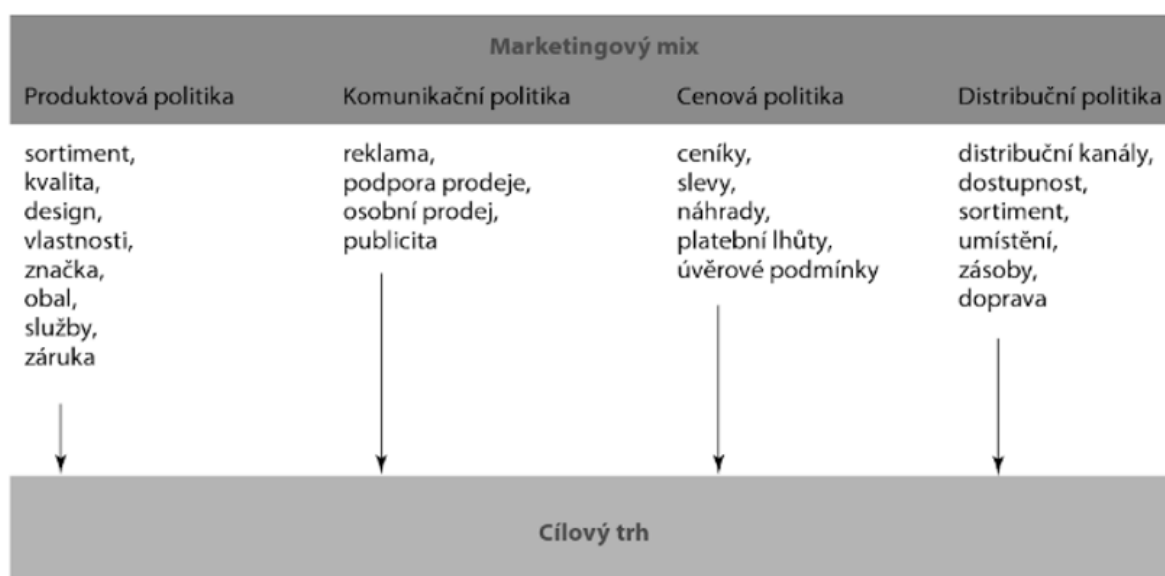 Marketingový mix
Produktová politika
Komunikační politika
Cenová politika
Distribuční politika
sortiment,
kvalita,
design,
vlastnosti,
značka,
obal,
služby,
záruka
reklama,
podpora prodeje,
osobní prodej,
publicita
ceníky,
slevy,
náhrady,
platební lhůty,
úvěrové podmínky
distribuční kanály,
dostupnost,
sortiment,
umístění,
zásoby,
doprava
Cílový trh